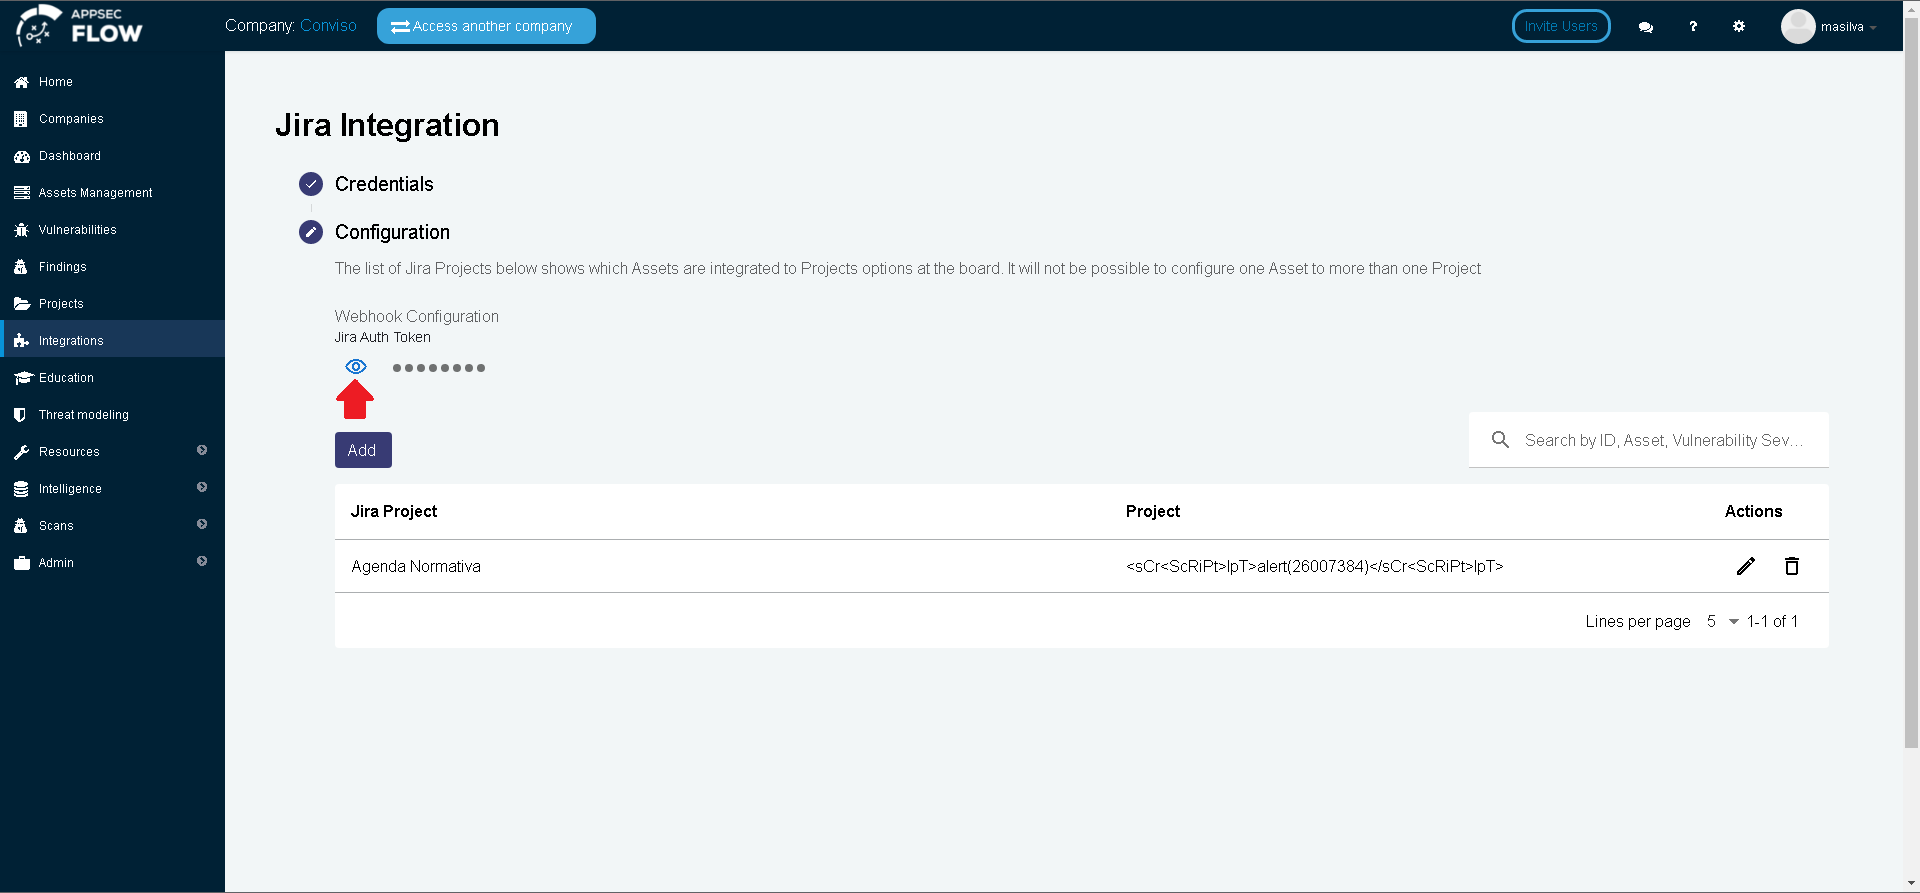 APPSEC
FLOW
Company: Conviso
Access another company
Invite Users
?
masilva
Home
Companies
Dashboard
Assets Management
Vulnerabilities
Findings
Projects
Integrations
Education
Threat modeling
Resources
Intelligence
Scans
Admin
Jira Integration
Credentials
Configuration
The list of Jira Projects below shows which Assets are integrated to Projects options at the board. It will not be possible to configure one Asset to more than one Project
Webhook Configuration
Jira Auth Token
●●●●●●●●
Add
Search by ID, Asset, Vulnerability Sev…
Jira Project Project Actions
Agenda Normativa <sCr<ScRiPt>IpT>alert(26007384)</sCr<ScRiPt>IpT>
Lines per page 5 1-1 of 1